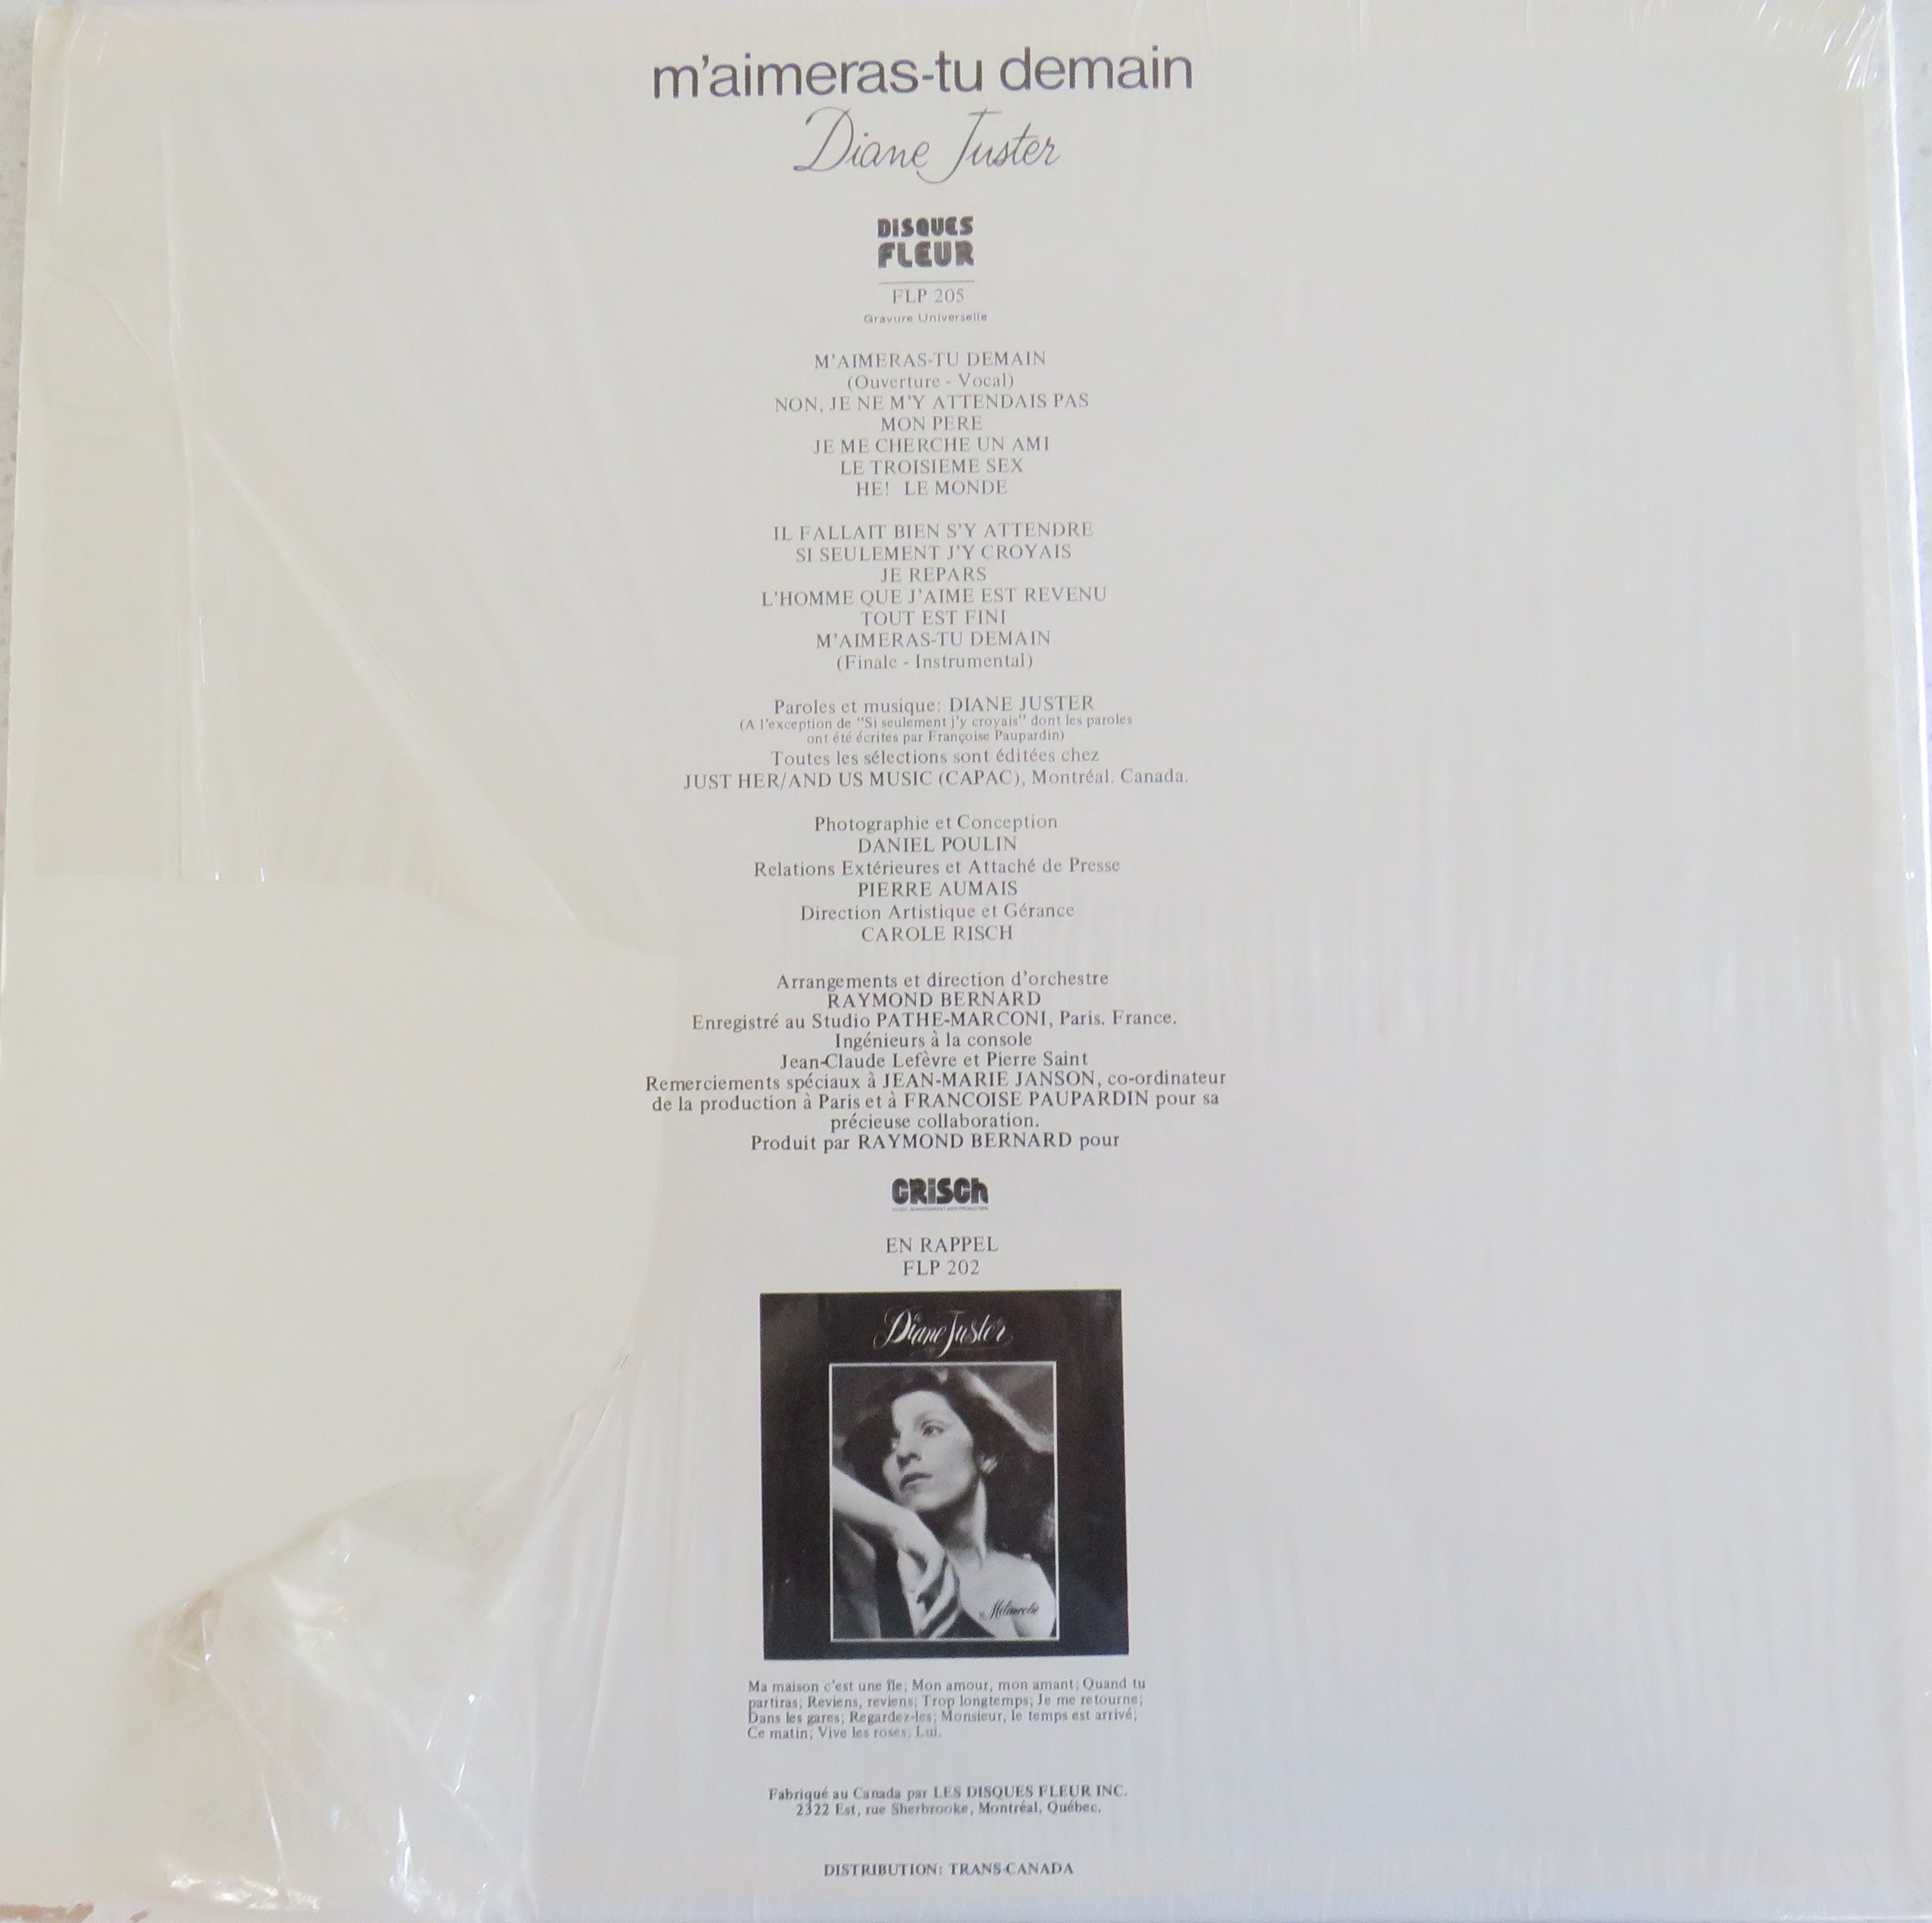 m'aimeras-tu demain
Diane Juster
DISQUES
FLEUR
FLP 205
Gravure Universelle
M'AIMERAS-TU DEMAIN
(Ouverture - Vocal)
NON, JE NE M'Y ATTENDAIS PAS
MON PERE
JE ME CHERCHE UN AMI
LE TROISIEME SEX
HE! LE MONDE
IL FALLAIT BIEN S'Y ATTENDRE
SI SEULEMENT J'Y CROYAIS
JE REPARS
L'HOMME QUE J'AIME EST REVENU
TOUT EST FINI
M'AIMERAS-TU DEMAIN
(Finale - Instrumental)
Paroles et musique: DIANE JUSTER
(A l'exception de "Si seulement j'y croyais" dont les paroles
ont été écrites par Françoise Paupardin)
Toutes les sélections sont éditées chez
JUST HER/AND US MUSIC (CAPAC), Montréal. Canada.
Photographie et Conception
DANIEL POULIN
Relations Extérieures et Attaché de Presse
PIERRE AUMAIS
Direction Artistique et Gérance
CAROLE RISCH
Arrangements et direction d'orchestre
RAYMOND BERNARD
Enregistré au Studio PATHE-MARCONI, Paris. France.
Ingénieurs à la console
Jean-Claude Lefèvre et Pierre Saint
Remerciements spéciaux à JEAN-MARIE JANSON, co-ordinateur
de la production à Paris et à FRANCOISE PAUPARDIN pour sa
précieuse collaboration.
Produit par RAYMOND BERNARD pour
CRISCh
MUSIC MANAGEMENT AND PROMOTION
EN RAPPEL
FLP 202
Diane Juster
Mélancolie
Ma maison c'est une île; Mon amour, mon amant; Quand tu
partiras; Reviens, reviens; Trop longtemps; Je me retourne;
Dans les gares; Regardez-les; Monsieur, le temps est arrivé;
Ce matin; Vive les roses; Lui.
Fabriqué au Canada par LES DISQUES FLEUR INC.
2322 Est, rue Sherbrooke, Montréal. Québec.
DISTRIBUTION: TRANS-CANADA